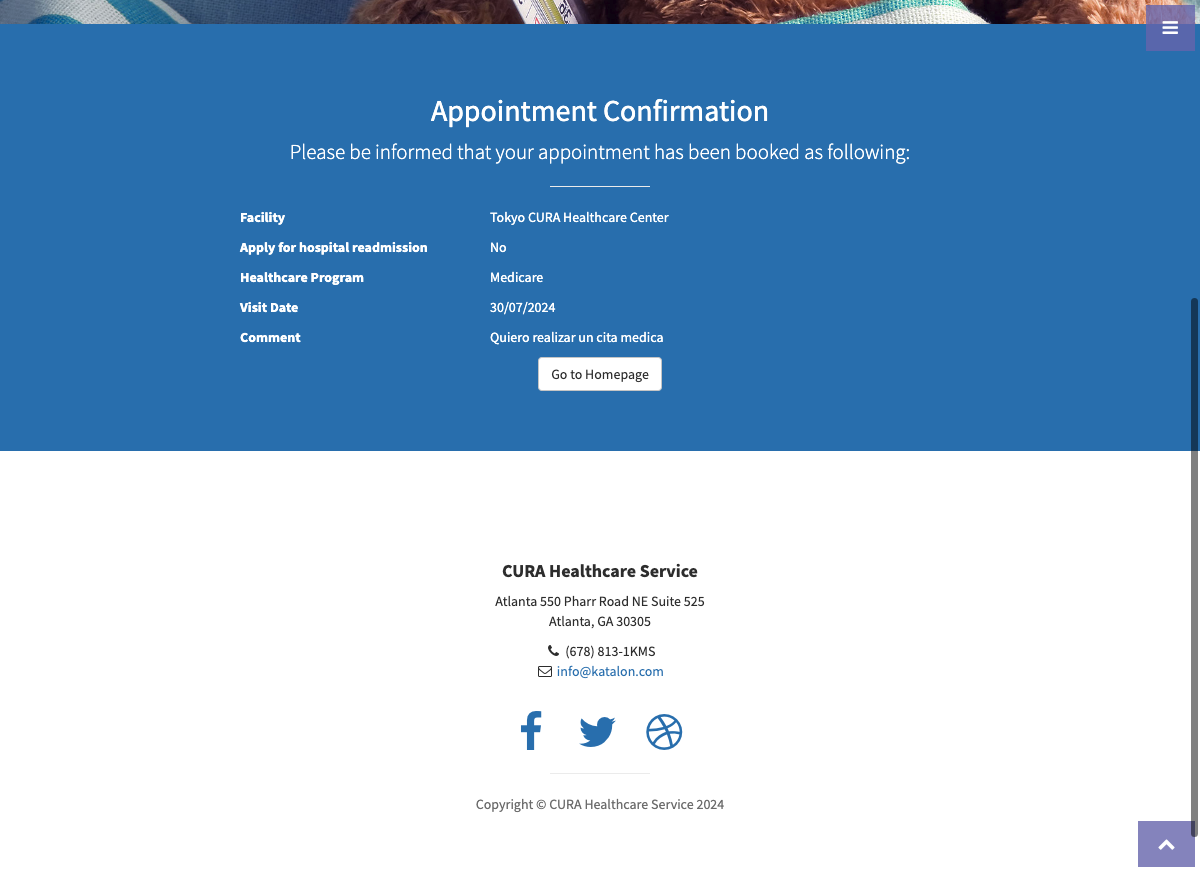 Appointment Confirmation
Please be informed that your appointment has been booked as following:
Facility Tokyo CURA Healthcare Center
Apply for hospital readmission No
Healthcare Program Medicare
Visit Date 30/07/2024
Comment Quiero realizar un cita medica
Go to Homepage
CURA Healthcare Service
Atlanta 550 Pharr Road NE Suite 525
Atlanta, GA 30305
(678) 813-1KMS
info@katalon.com
Copyright © CURA Healthcare Service 2024